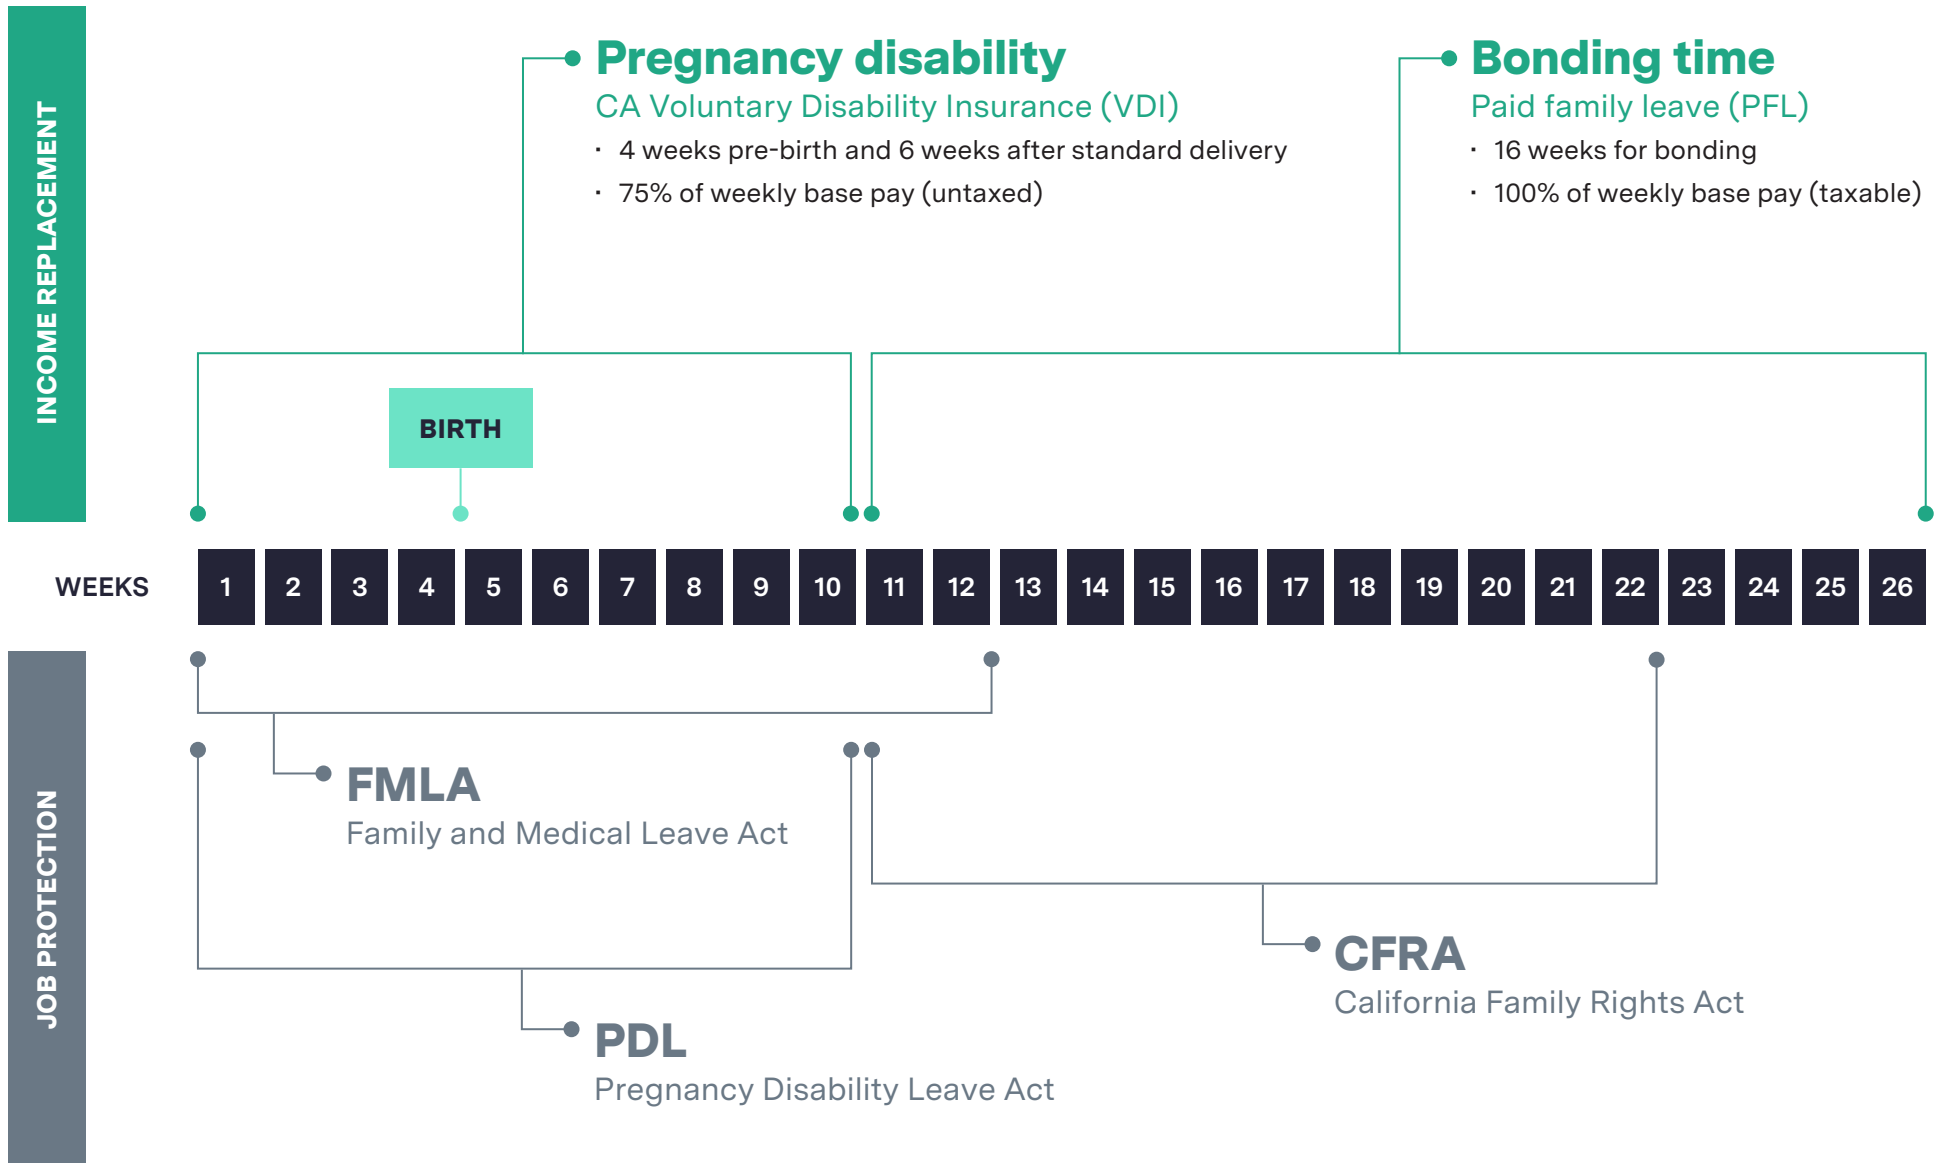 INCOME REPLACEMENT
Pregnancy disability
CA Voluntary Disability Insurance (VDI)
· 4 weeks pre-birth and 6 weeks after standard delivery
· 75% of weekly base pay (untaxed)
Bonding time
Paid family leave (PFL)
· 16 weeks for bonding
· 100% of weekly base pay (taxable)
BIRTH
WEEKS 1 2 3 4 5 6 7 8 9 10 11 12 13 14 15 16 17 18 19 20 21 22 23 24 25 26
JOB PROTECTION
FMLA
Family and Medical Leave Act
CFRA
California Family Rights Act
PDL
Pregnancy Disability Leave Act